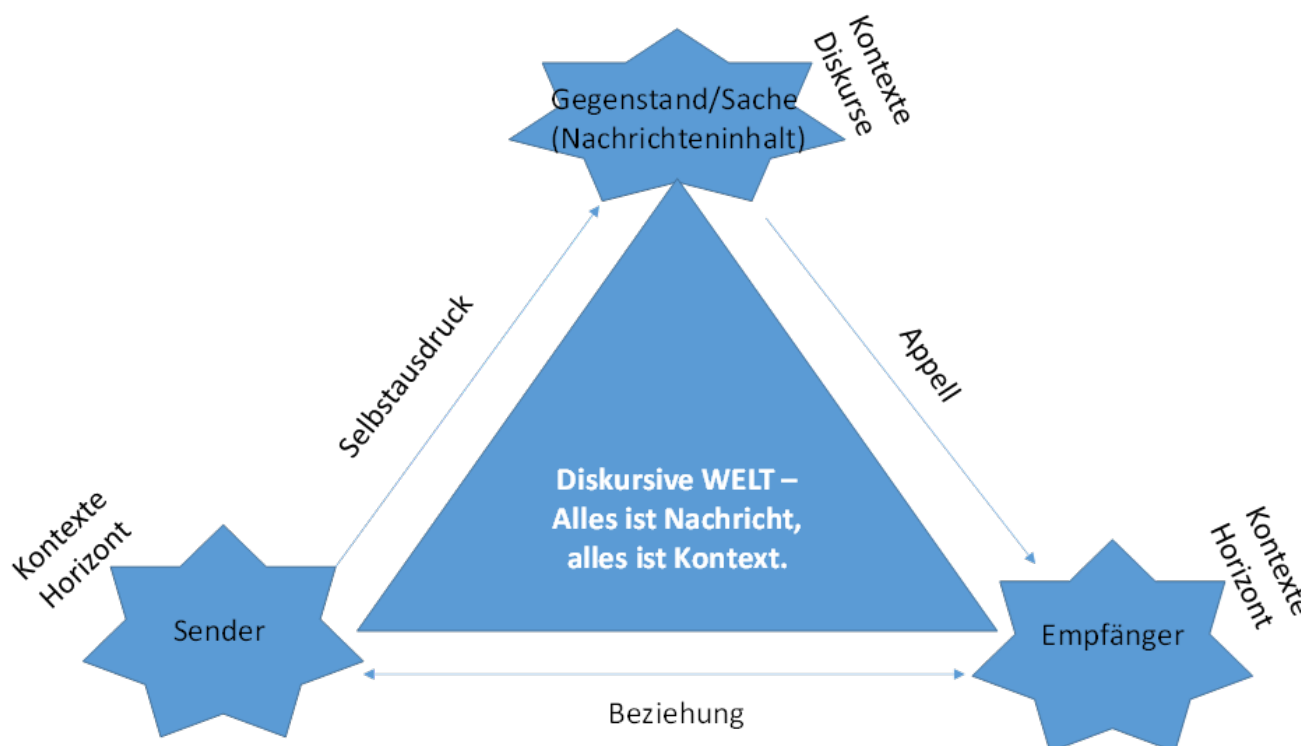 Kontexte
Diskurse
Gegenstand/Sache
(Nachrichteninhalt)
Selbstausdruck
Appell
Diskursive WELT –
Alles ist Nachricht,
alles ist Kontext.
Kontexte
Horizont
Sender
Kontexte
Horizont
Empfänger
Beziehung